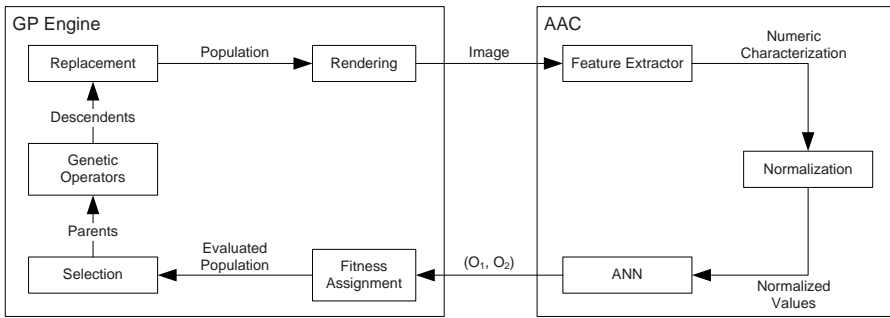 GP Engine
AAC
Replacement
Population
Rendering
Image
Feature Extractor
Numeric
Characterization
Descendents
Genetic
Operators
Normalization
Parents
Selection
Evaluated
Population
Fitness
Assignment
(O₁, O₂)
ANN
Normalized
Values